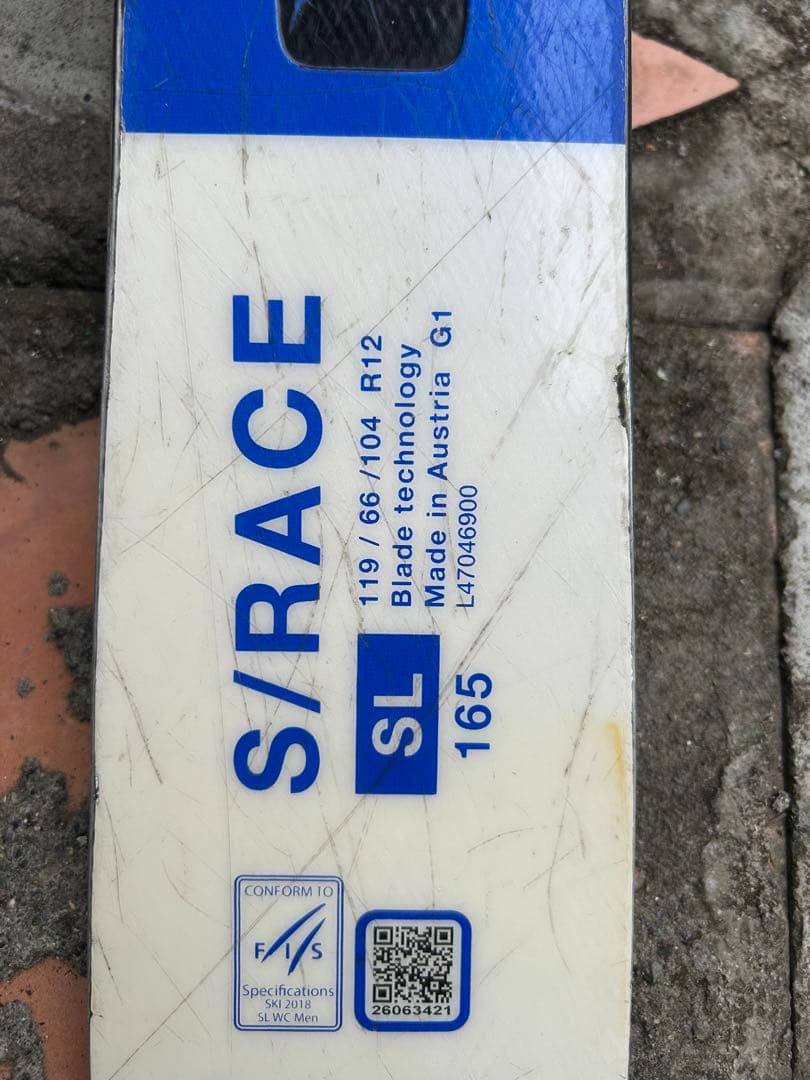 S/RACE
SL
165
119 / 66 /104 R12
Blade technology
Made in Austria G1
L47046900
CONFORM TO
FIS
Specifications
SKI 2018
SL WC Men
26063421